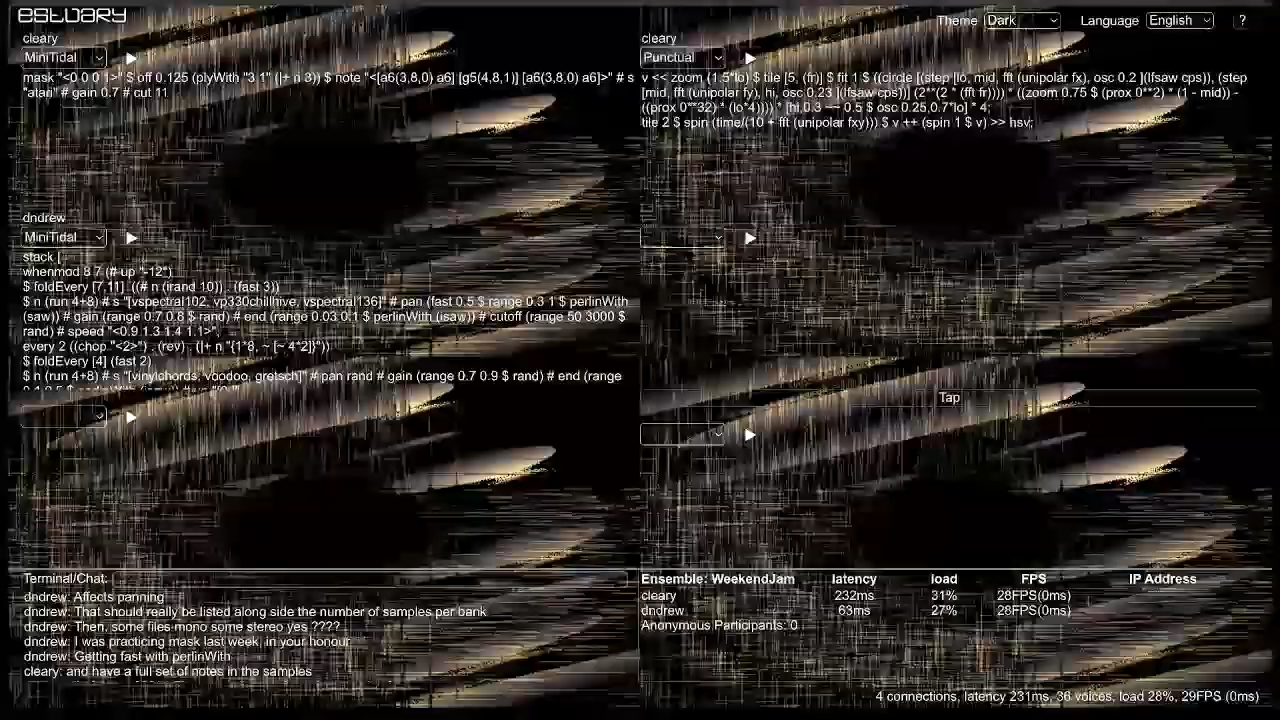 estuary
Theme Dark Language English ?
cleary
MiniTidal
mask "<0 0 0 1>" $ off 0.125 (plyWith "3 1" (|+ n 3)) $ note "<[a6(3,8,0) a6] [g5(4,8,1)] [a6(3,8,0) a6]>" # s
"atari" # gain 0.7 # cut 11
dndrew
MiniTidal
stack [
whenmod 8 7 (# up "-12")
$ foldEvery [7,11] ((# n (irand 10)) . (fast 3))
$ n (run 4+8) # s "[vspectral102, vp330chillhive, vspectral136]" # pan (fast 0.5 $ range 0.3 1 $ perlinWith
(saw)) # gain (range 0.7 0.8 $ rand) # end (range 0.03 0.1 $ perlinWith (isaw)) # cutoff (range 50 3000 $
rand) # speed "<0.9 1.3 1.4 1.1>",
every 2 ((chop "<2>") . (rev) . (|+ n "{1*8, ~ [~ 4*2]}"))
$ foldEvery [4] (fast 2)
$ n (run 4+8) # s "[vinylchords, voodoo, gretsch]" # pan rand # gain (range 0.7 0.9 $ rand) # end (range
cleary
Punctual
v << zoom (1.5*lo) $ tile [5, (fr)] $ fit 1 $ ((circle [(step [lo, mid, fft (unipolar fx), osc 0.2 ](lfsaw cps)), (step
[mid, fft (unipolar fy), hi, osc 0.23 ](lfsaw cps))] (2**(2 * (fft fr)))) * ((zoom 0.75 $ (prox 0**2) * (1 - mid)) -
((prox 0**32) * (lo*4)))) * [hi,0.3 ~~ 0.5 $ osc 0.25,0.7*lo] * 4;
tile 2 $ spin (time/(10 + fft (unipolar fxy))) $ v ++ (spin 1 $ v) >> hsv;
Tap
Terminal/Chat:
dndrew: Affects panning
dndrew: That should really be listed along side the number of samples per bank
dndrew: Then, some files mono some stereo yes ????
dndrew: I was practicing mask last week, in your honour
dndrew: Getting fast with perlinWith
cleary: and have a full set of notes in the samples
Ensemble: WeekendJam latency load FPS IP Address
cleary 232ms 31% 28FPS(0ms)
dndrew 63ms 27% 28FPS(0ms)
Anonymous Participants: 0
4 connections, latency 231ms, 36 voices, load 28%, 29FPS (0ms)